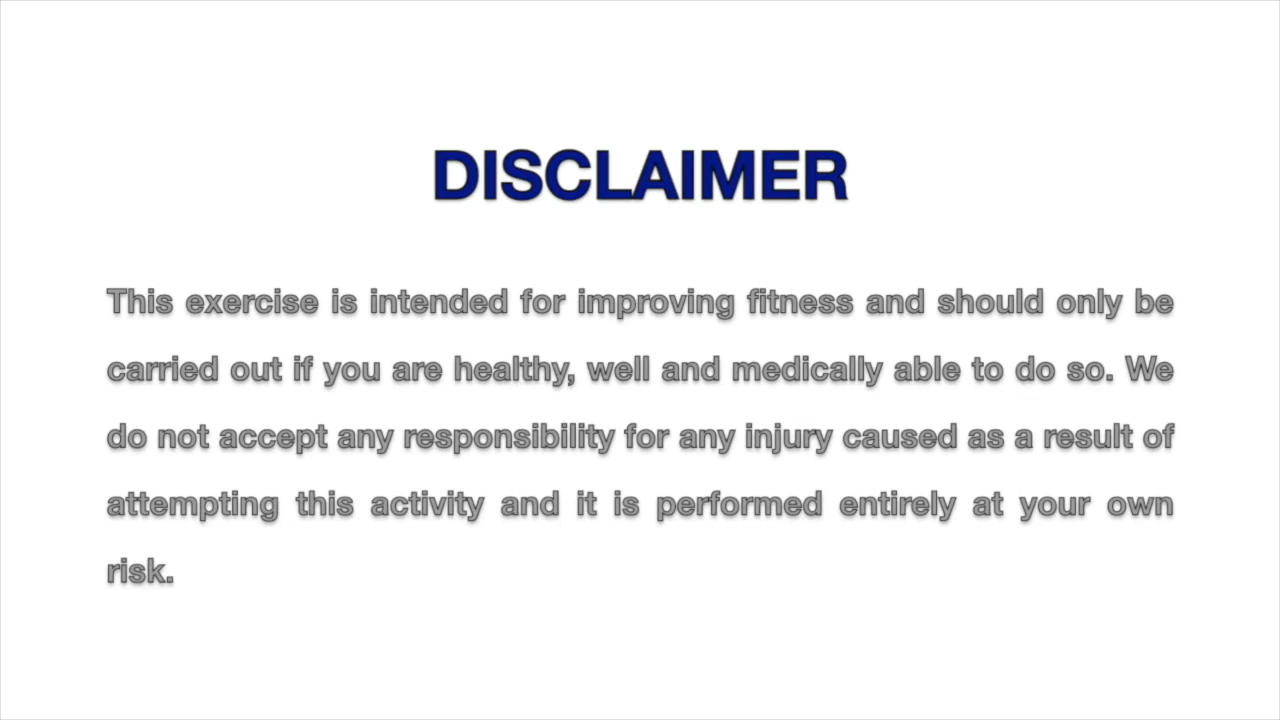 DISCLAIMER
This exercise is intended for improving fitness and should only be
carried out if you are healthy, well and medically able to do so. We
do not accept any responsibility for any injury caused as a result of
attempting this activity and it is performed entirely at your own
risk.